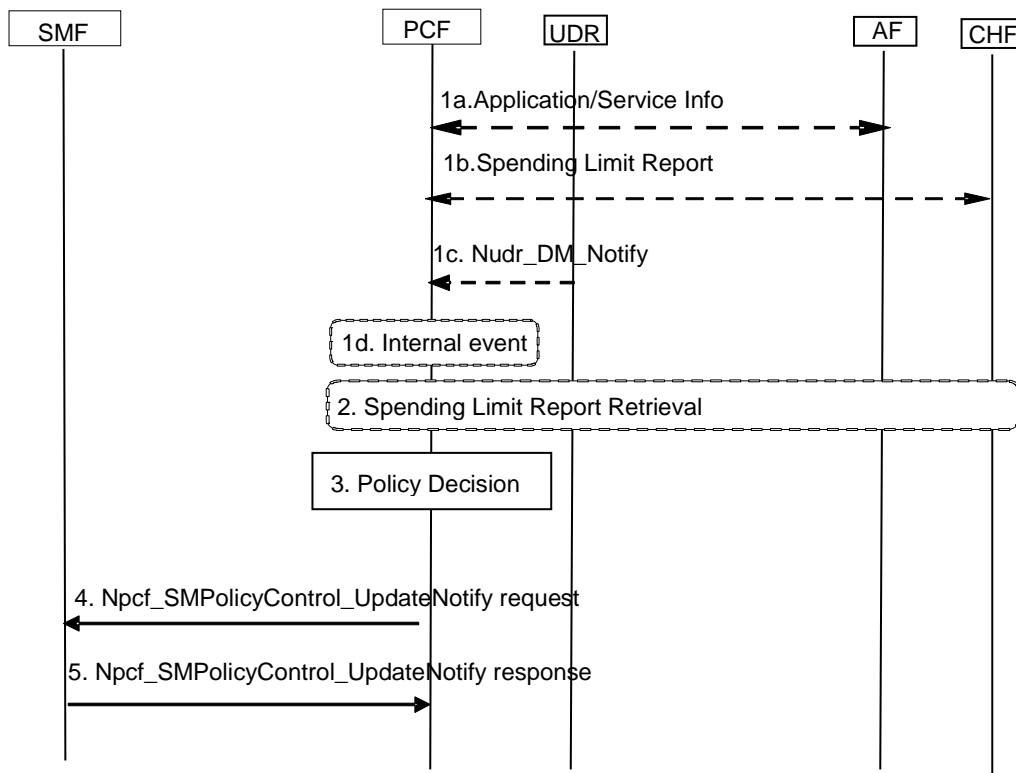 SMF
PCF
UDR
AF
CHF
1a.Application/Service Info
1b.Spending Limit Report
1c. Nudr_DM_Notify
1d. Internal event
2. Spending Limit Report Retrieval
3. Policy Decision
4. Npcf_SMPolicyControl_UpdateNotify request
5. Npcf_SMPolicyControl_UpdateNotify response